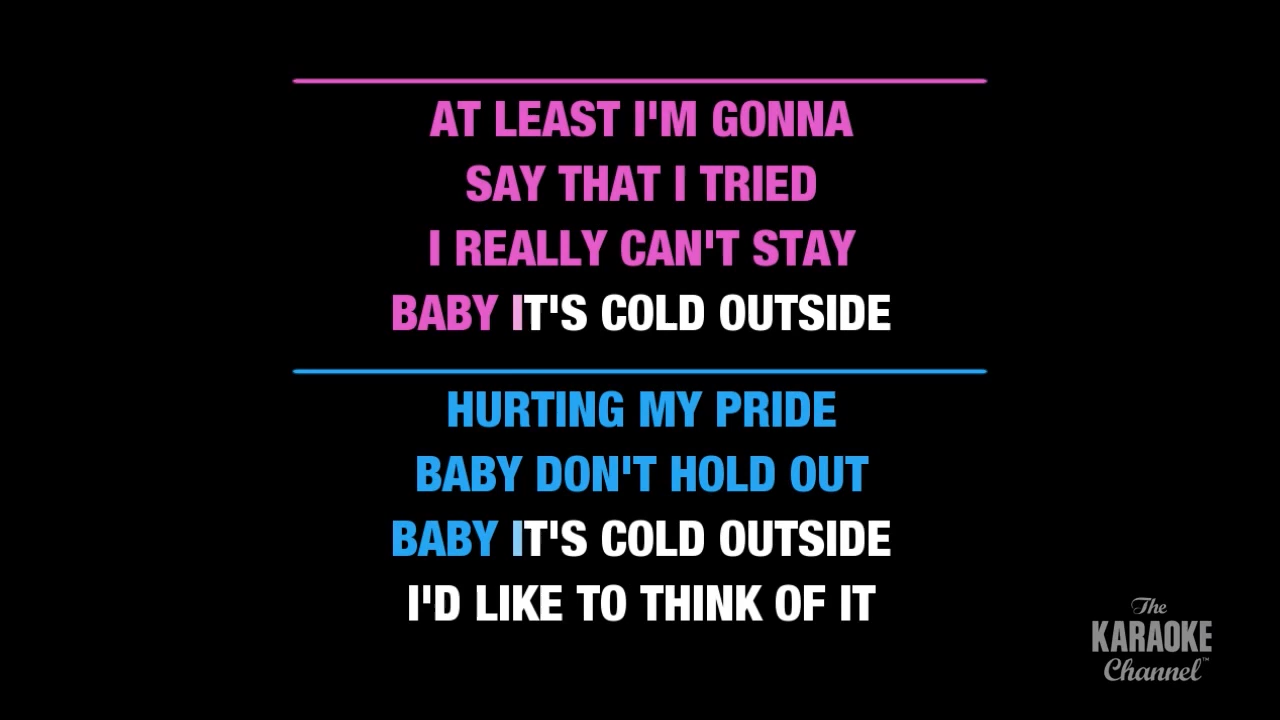 AT LEAST I'M GONNA
SAY THAT I TRIED
I REALLY CAN'T STAY
BABY IT'S COLD OUTSIDE
HURTING MY PRIDE
BABY DON'T HOLD OUT
BABY IT'S COLD OUTSIDE
I'D LIKE TO THINK OF IT
The
KARAOKE
Channel™